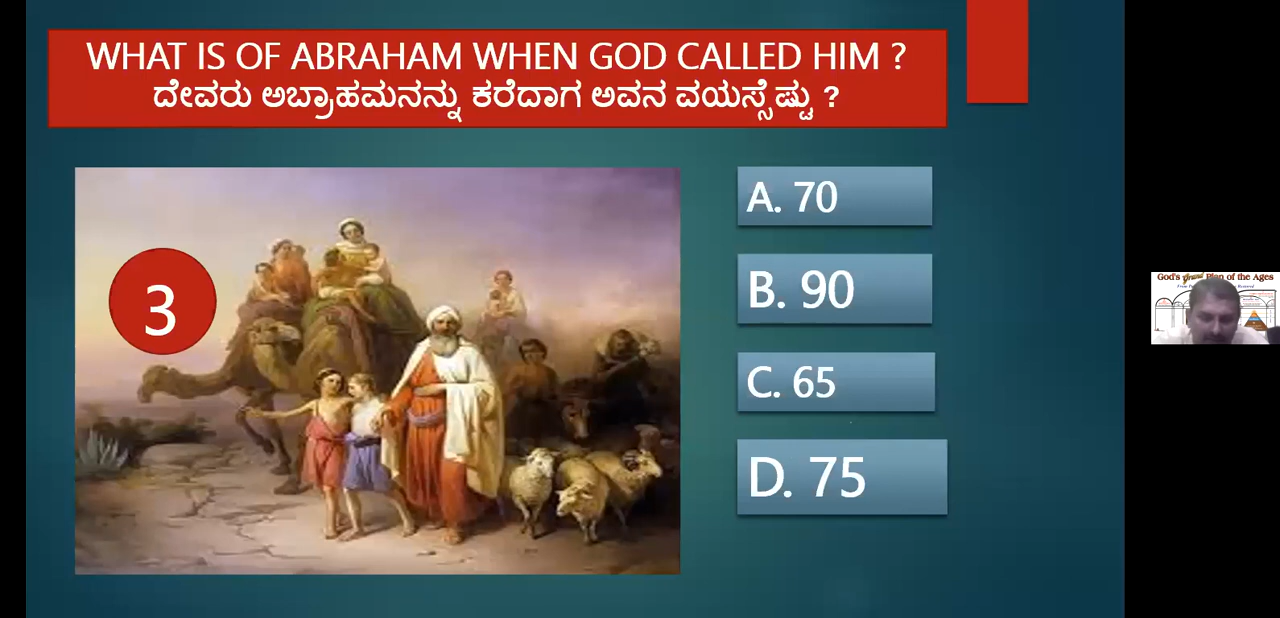 WHAT IS OF ABRAHAM WHEN GOD CALLED HIM ?
ದೇವರು ಅಬ್ರಾಹಮನನ್ನು ಕರೆದಾಗ ಅವನ ವಯಸ್ಸೆಷ್ಟು ?
3
A. 70
B. 90
C. 65
D. 75
God's Grand Plan of the Ages